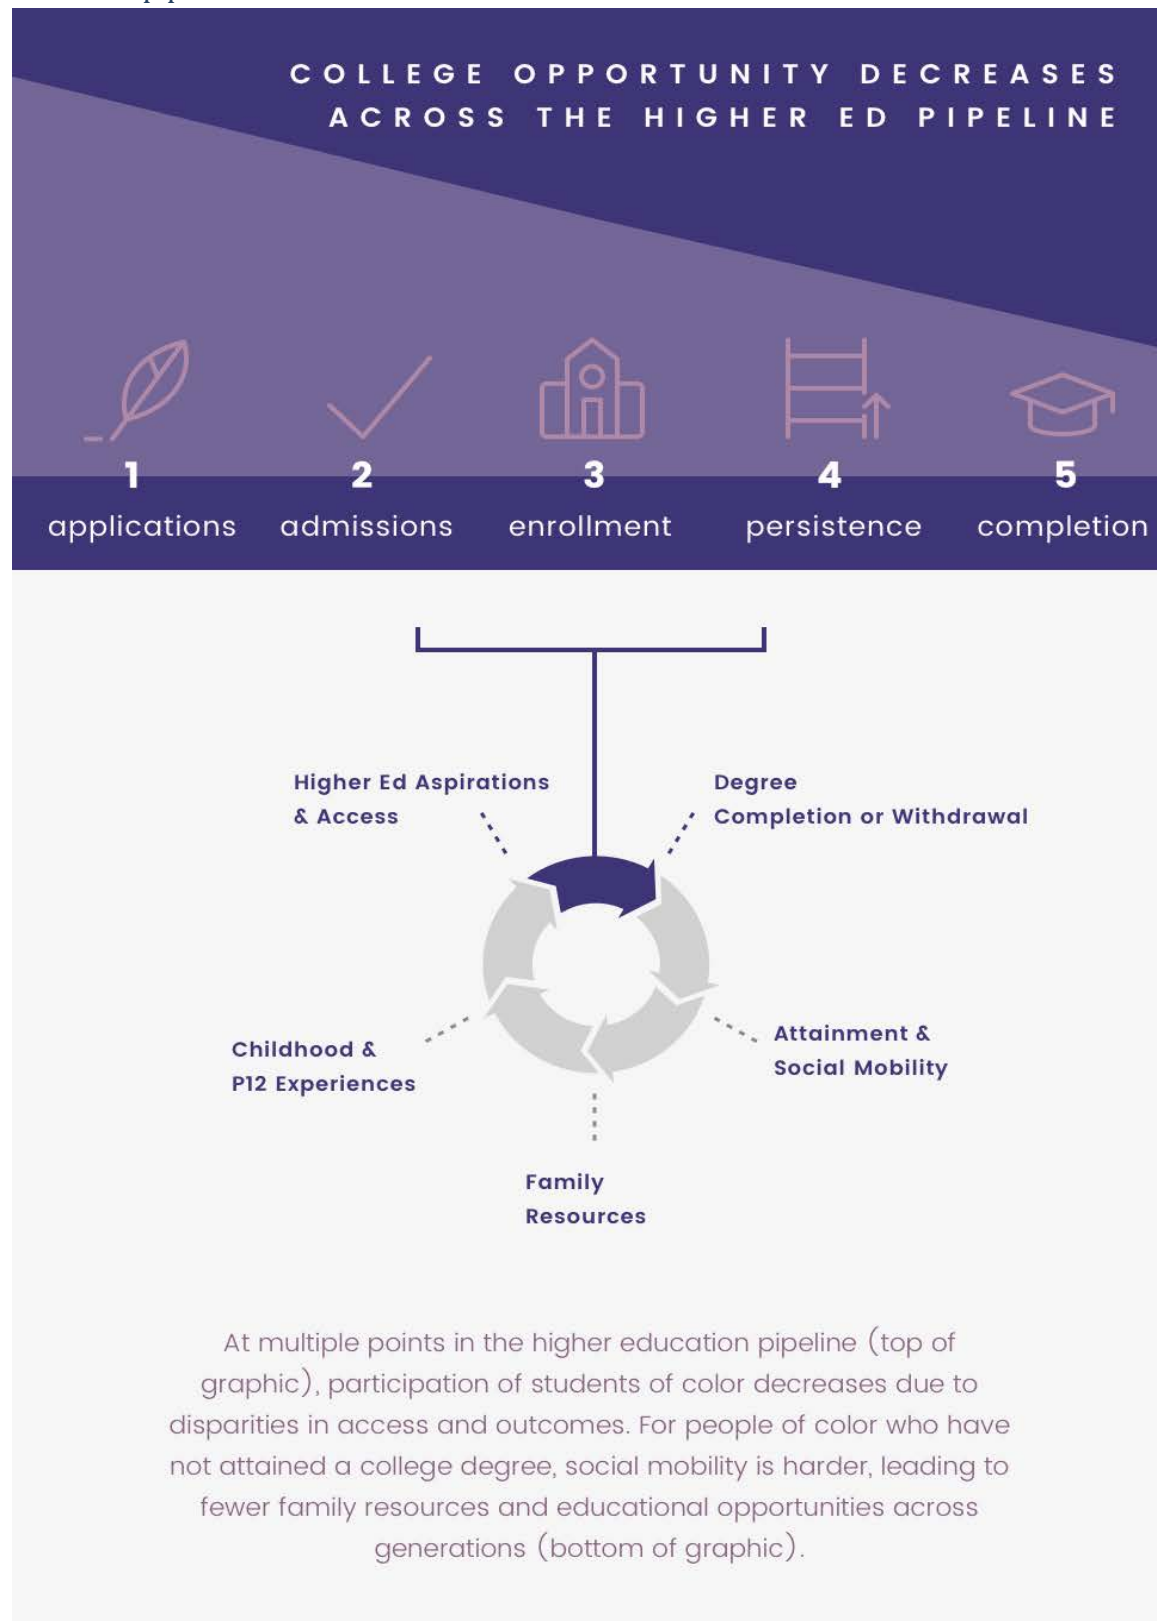 COLLEGE OPPORTUNITY DECREASES
ACROSS THE HIGHER ED PIPELINE
1
2
3
4
5
applications
admissions
enrollment
persistence
completion
Higher Ed Aspirations
& Access
Degree
Completion or Withdrawal
Attainment &
Social Mobility
Childhood &
P12 Experiences
Family
Resources
At multiple points in the higher education pipeline (top of
graphic), participation of students of color decreases due to
disparities in access and outcomes. For people of color who have
not attained a college degree, social mobility is harder, leading to
fewer family resources and educational opportunities across
generations (bottom of graphic).